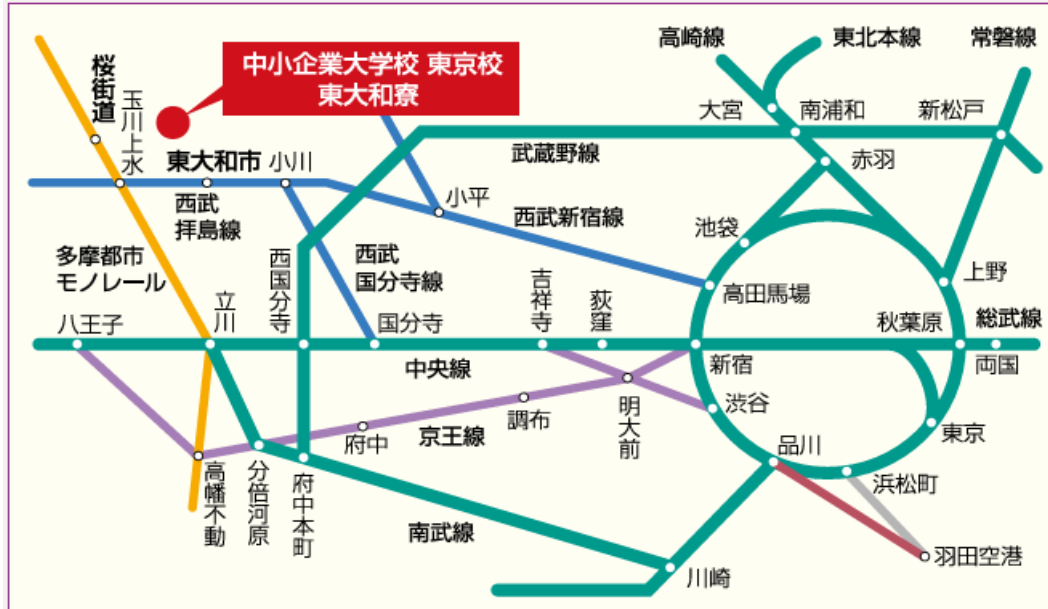 中小企業大学校 東京校
東大和寮
高崎線
東北本線
常磐線
桜街道
玉川上水
大宮
南浦和
新松戸
東大和市
小川
武蔵野線
赤羽
西武
拝島線
小平
西武新宿線
池袋
多摩都市
モノレール
西国分寺
西武
国分寺線
高田馬場
上野
八王子
立川
国分寺
吉祥寺
荻窪
秋葉原
総武線
中央線
新宿
両国
渋谷
明大前
調布
府中
京王線
東京
品川
浜松町
高幡不動
分倍河原
府中本町
南武線
川崎
羽田空港